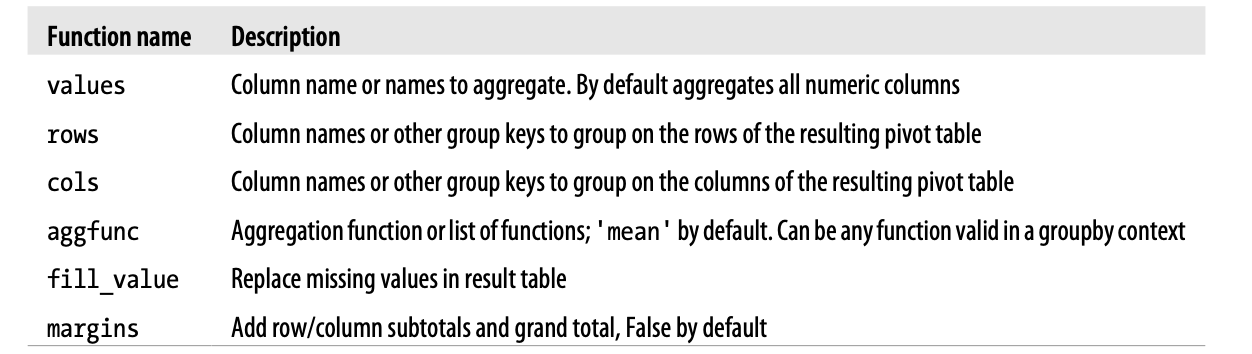 Function name Description
values Column name or names to aggregate. By default aggregates all numeric columns
rows Column names or other group keys to group on the rows of the resulting pivot table
cols Column names or other group keys to group on the columns of the resulting pivot table
aggfunc Aggregation function or list of functions; 'mean' by default. Can be any function valid in a groupby context
fill_value Replace missing values in result table
margins Add row/column subtotals and grand total, False by default